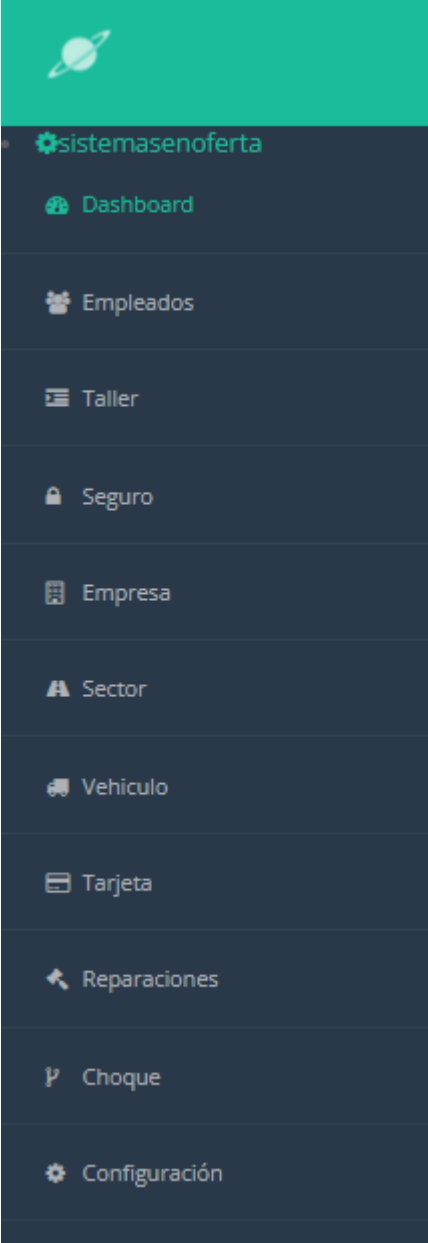 sistemasenoferta
Dashboard
Empleados
Taller
Seguro
Empresa
Sector
Vehiculo
Tarjeta
Reparaciones
Choque
Configuración